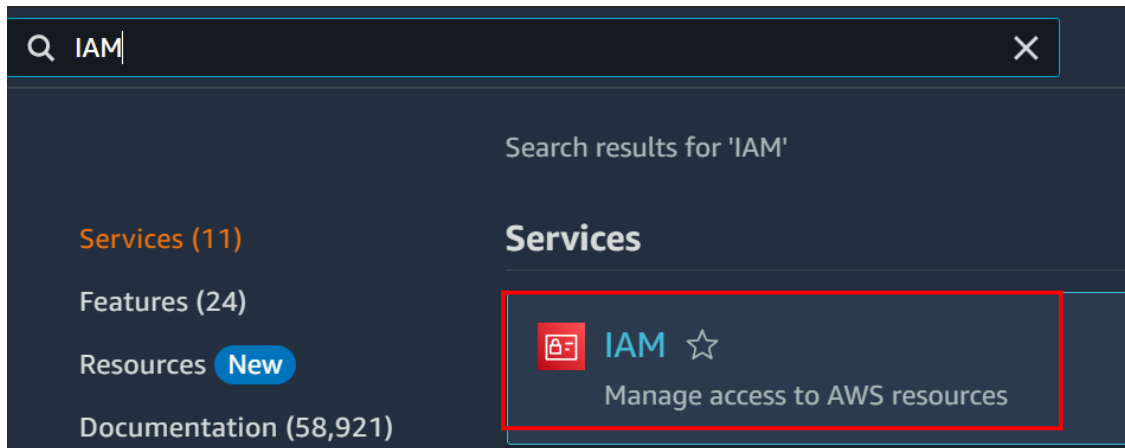 IAM
Search results for 'IAM'
Services (11)
Features (24)
Resources New
Documentation (58,921)
Services
IAM
Manage access to AWS resources